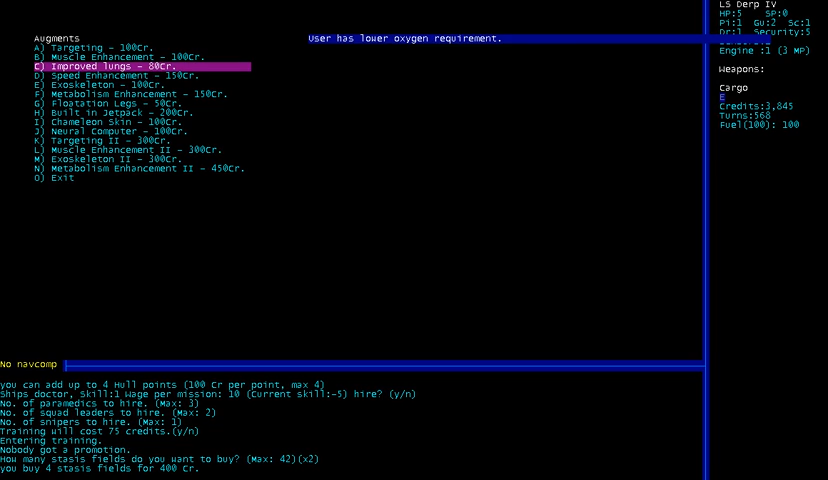 Augments
User has lower oxygen requirement.
A) Targeting - 100Cr.
B) Muscle Enhancement - 100Cr.
C) Improved lungs - 80Cr.
D) Speed Enhancement - 150Cr.
E) Exoskeleton - 100Cr.
F) Metabolism Enhancement - 150Cr.
G) Floatation Legs - 50Cr.
H) Built in Jetpack - 200Cr.
I) Chameleon Skin - 100Cr.
J) Neural Computer - 100Cr.
K) Targeting II - 300Cr.
L) Muscle Enhancement II - 300Cr.
M) Exoskeleton II - 300Cr.
N) Metabolism Enhancement II - 450Cr.
O) Exit
LS Derp IV
HP:5 SP:0
Pi:1 Gu:2 Sc:1
Dr:1 Security:5
Engine :1 (3 MP)
Weapons:
Cargo
E
Credits:3,845
Turns:568
Fuel(100): 100
No navcomp
you can add up to 4 Hull points (100 Cr per point, max 4)
Ships doctor, Skill:1 Wage per mission: 10 (Current skill:-5) hire? (y/n)
No. of paramedics to hire. (Max: 3)
No. of squad leaders to hire. (Max: 2)
No. of snipers to hire. (Max: 1)
Training will cost 75 credits.(y/n)
Entering training.
Nobody got a promotion.
How many stasis fields do you want to buy? (Max: 42)(x2)
you buy 4 stasis fields for 400 Cr.